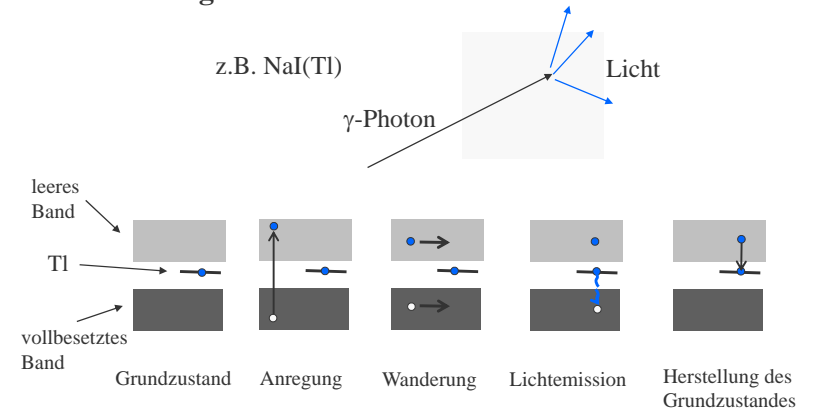 z.B. NaI(Tl)
Licht
γ-Photon
leeres
Band
Tl
vollbesetztes
Band
Grundzustand
Anregung
Wanderung
Lichtemission
Herstellung des
Grundzustandes